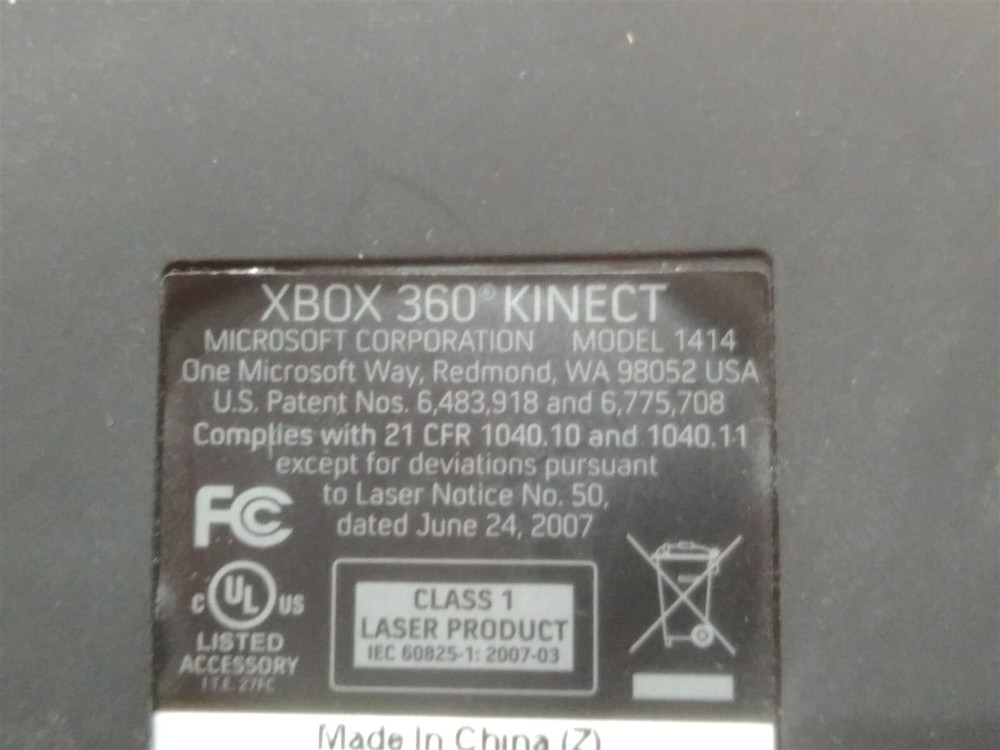 XBOX 360® KINECT
MICROSOFT CORPORATION MODEL 1414
One Microsoft Way, Redmond, WA 98052 USA
U.S. Patent Nos. 6,483,918 and 6,775,708
Complies with 21 CFR 1040.10 and 1040.11
except for deviations pursuant
to Laser Notice No. 50,
dated June 24, 2007
FC
C UL US
LISTED
ACCESSORY
I.T.E. 27FC
CLASS 1
LASER PRODUCT
IEC 60825-1: 2007-03
Made In China (Z)